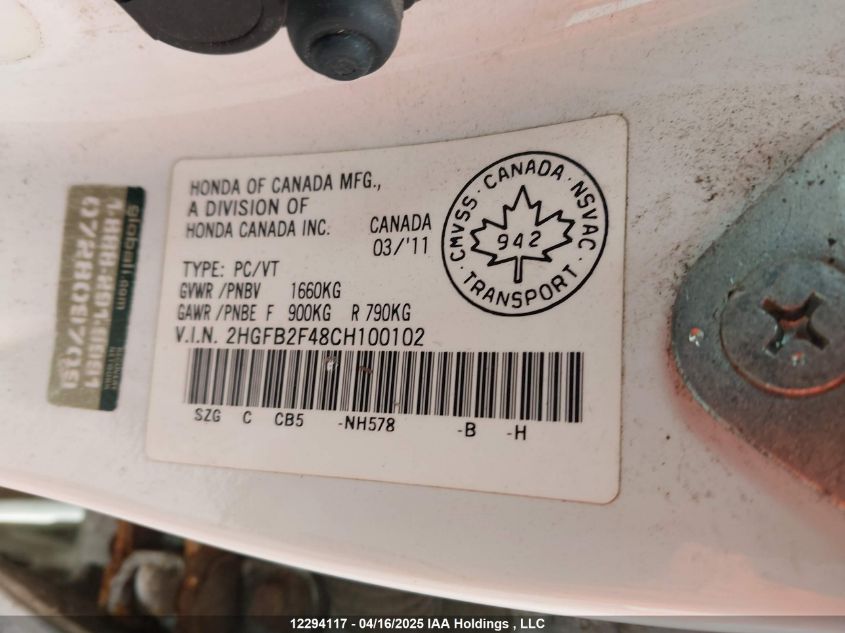 HONDA OF CANADA MFG.,
A DIVISION OF
HONDA CANADA INC.
CANADA
03/'11
TYPE: PC/VT
GVWR /PNBV 1660KG
GAWR /PNBE F 900KG R 790KG
V.I.N. 2HGFB2F48CH100102
SZG C CB5 -NH578 -B -H
CMVSS · CANADA · NSVAC · TRANSPORT ·
942
globali.com
12294117 - 04/16/2025 IAA Holdings , LLC